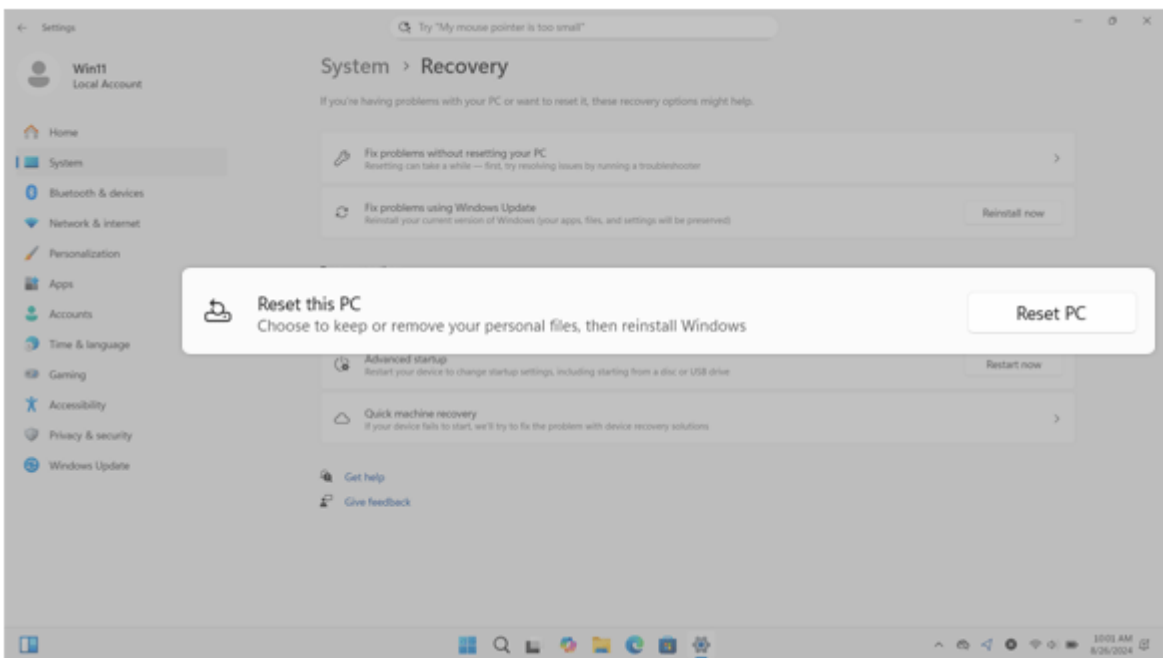 Settings
Try "My mouse pointer is too small"
Win11
Local Account
Home
System
Bluetooth & devices
Network & internet
Personalization
Apps
Accounts
Time & language
Gaming
Accessibility
Privacy & security
Windows Update
System > Recovery
If you're having problems with your PC or want to reset it, these recovery options might help.
Fix problems without resetting your PC
Resetting can take a while — first, try resolving issues by running a troubleshooter
Fix problems using Windows Update
Reinstall your current version of Windows (your apps, files, and settings will be preserved)
Reinstall now
Reset this PC
Choose to keep or remove your personal files, then reinstall Windows
Reset PC
Advanced startup
Restart your device to change startup settings, including starting from a disc or USB drive
Restart now
Quick machine recovery
If your device fails to start, we'll try to fix the problem with device recovery solutions
Get help
Give feedback
10:01 AM
8/26/2024